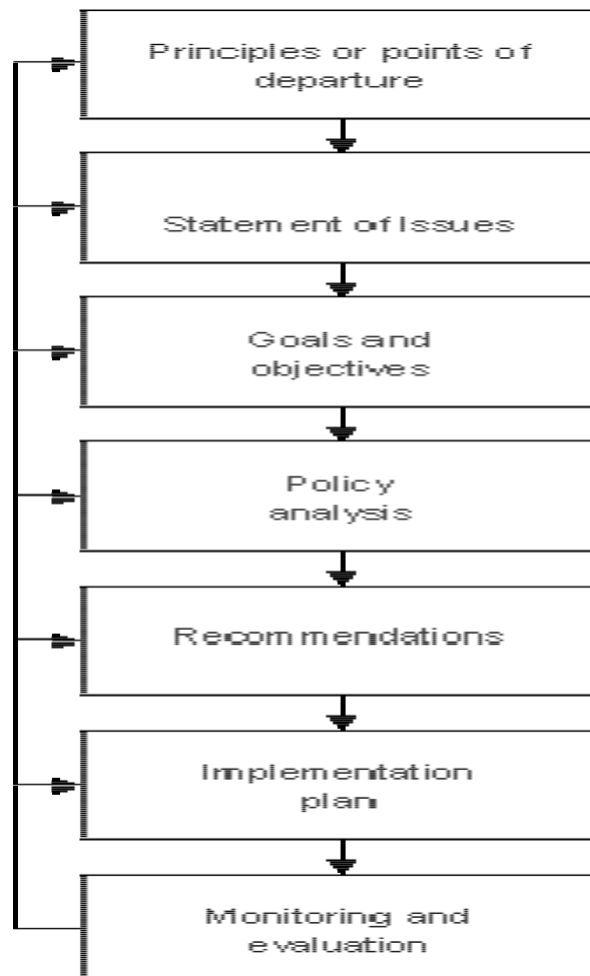 Principles or points of
departure
Statement of Issues
Goals and
objectives
Policy
analysis
Recommendations
Implementation
plan
Monitoring and
evaluation